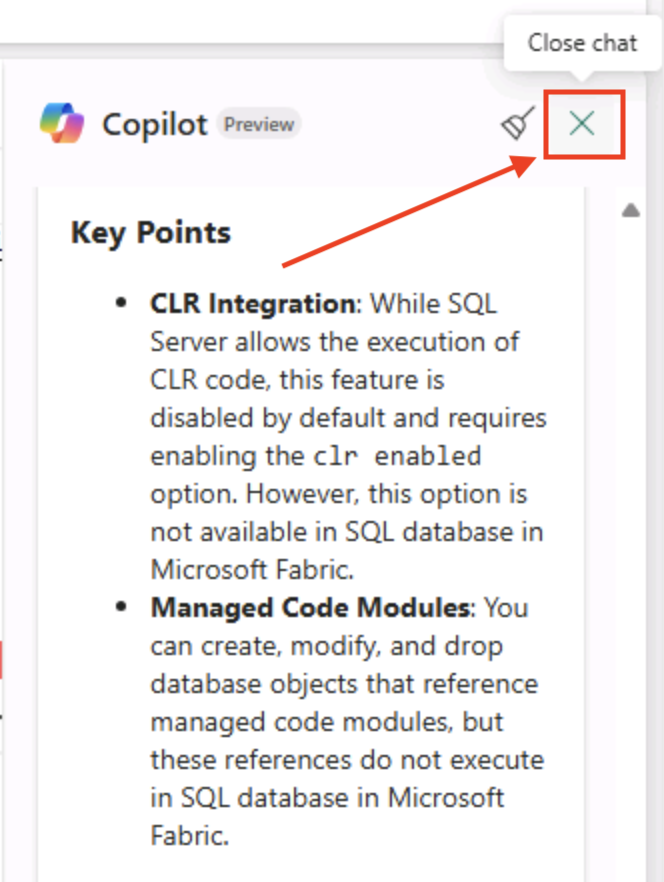 Close chat
Copilot Preview
Key Points
• CLR Integration: While SQL
Server allows the execution of
CLR code, this feature is
disabled by default and requires
enabling the clr enabled
option. However, this option is
not available in SQL database in
Microsoft Fabric.
• Managed Code Modules: You
can create, modify, and drop
database objects that reference
managed code modules, but
these references do not execute
in SQL database in Microsoft
Fabric.